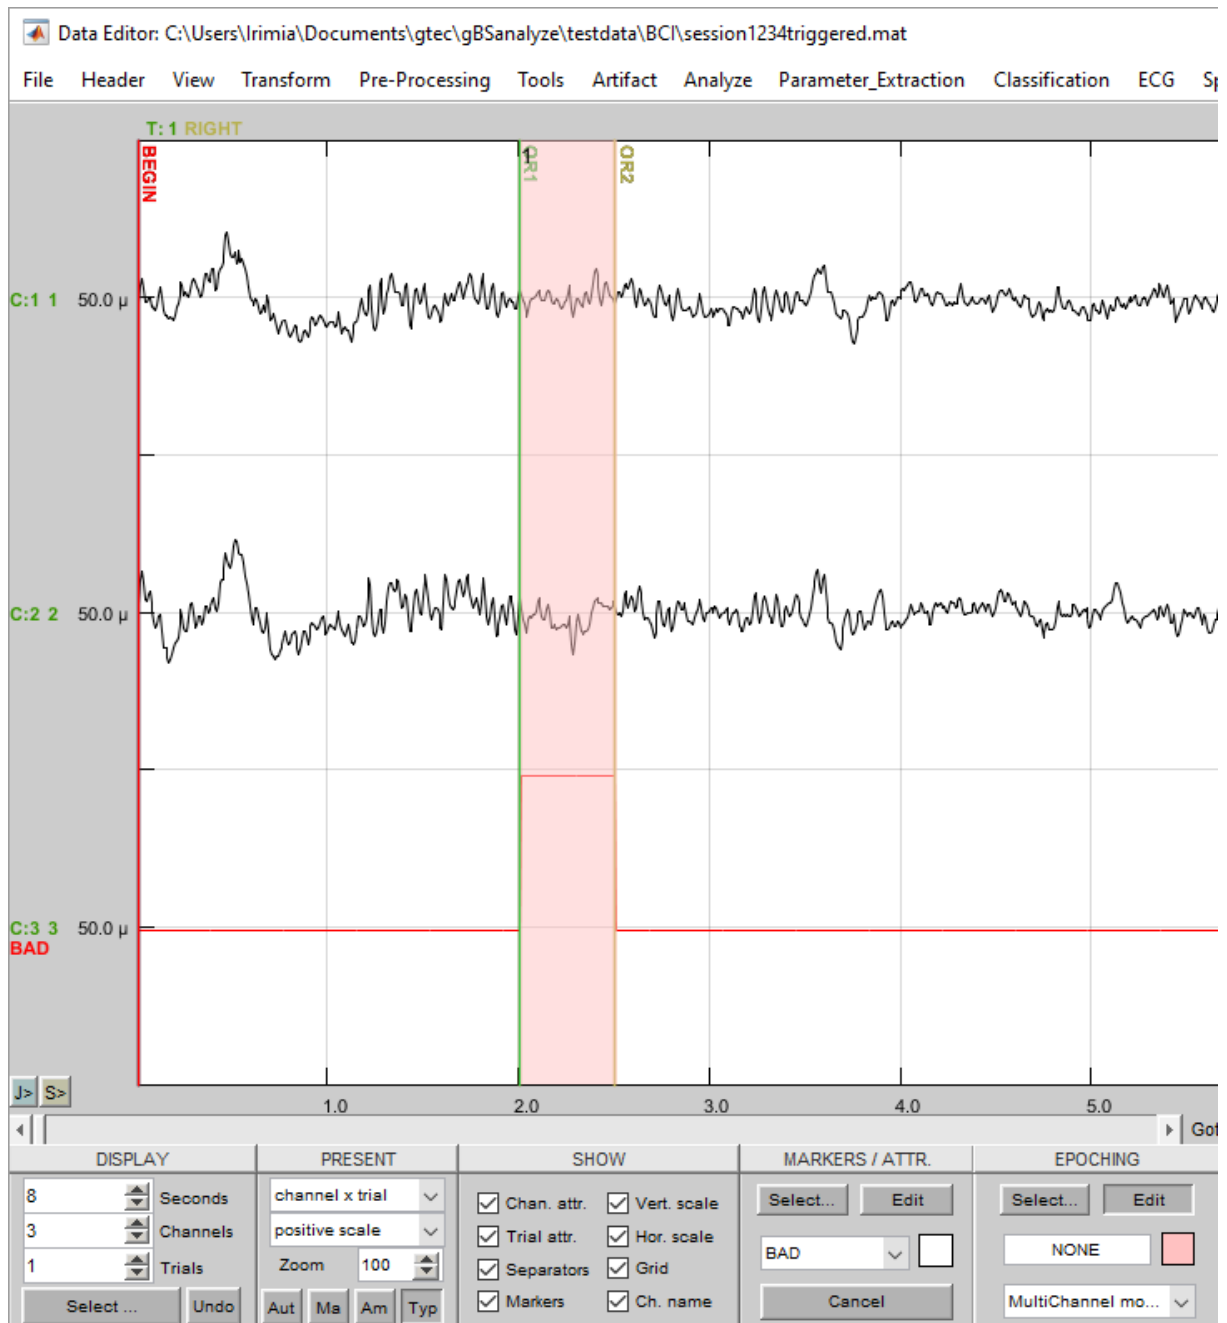 Data Editor: C:\Users\Irimia\Documents\gtec\gBSanalyze\testdata\BCI\session1234triggered.mat
File Header View Transform Pre-Processing Tools Artifact Analyze Parameter_Extraction Classification ECG Sp
T: 1 RIGHT
BEGIN
1
OR2
C:1 1 50.0 µ
C:2 2 50.0 µ
C:3 3 50.0 µ
BAD
J> S>
1.0 2.0 3.0 4.0 5.0
Got
DISPLAY PRESENT SHOW MARKERS / ATTR. EPOCHING
8 Seconds channel x trial Chan. attr. Vert. scale Select... Edit Select... Edit
3 Channels positive scale Trial attr. Hor. scale BAD NONE
1 Trials Zoom 100 Separators Grid
Select ... Undo Aut Ma Am Typ Markers Ch. name Cancel MultiChannel mo...